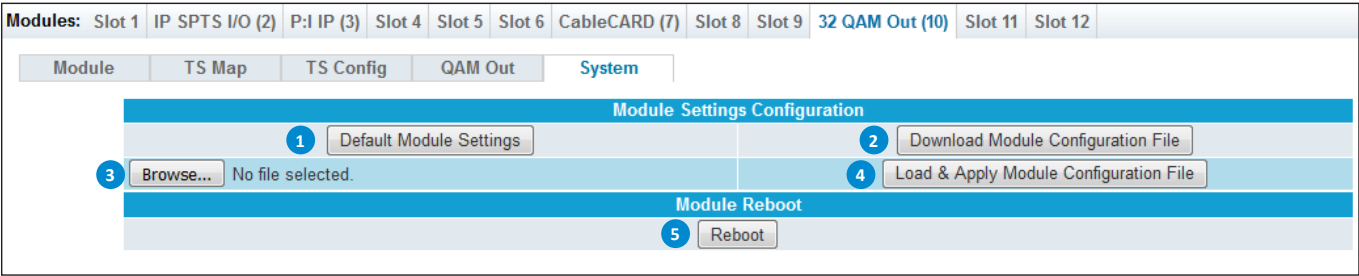 Modules: Slot 1 IP SPTS I/O (2) P:I IP (3) Slot 4 Slot 5 Slot 6 CableCARD (7) Slot 8 Slot 9 32 QAM Out (10) Slot 11 Slot 12
Module TS Map TS Config QAM Out System
Module Settings Configuration
1 Default Module Settings 2 Download Module Configuration File
3 Browse... No file selected. 4 Load & Apply Module Configuration File
Module Reboot
5 Reboot